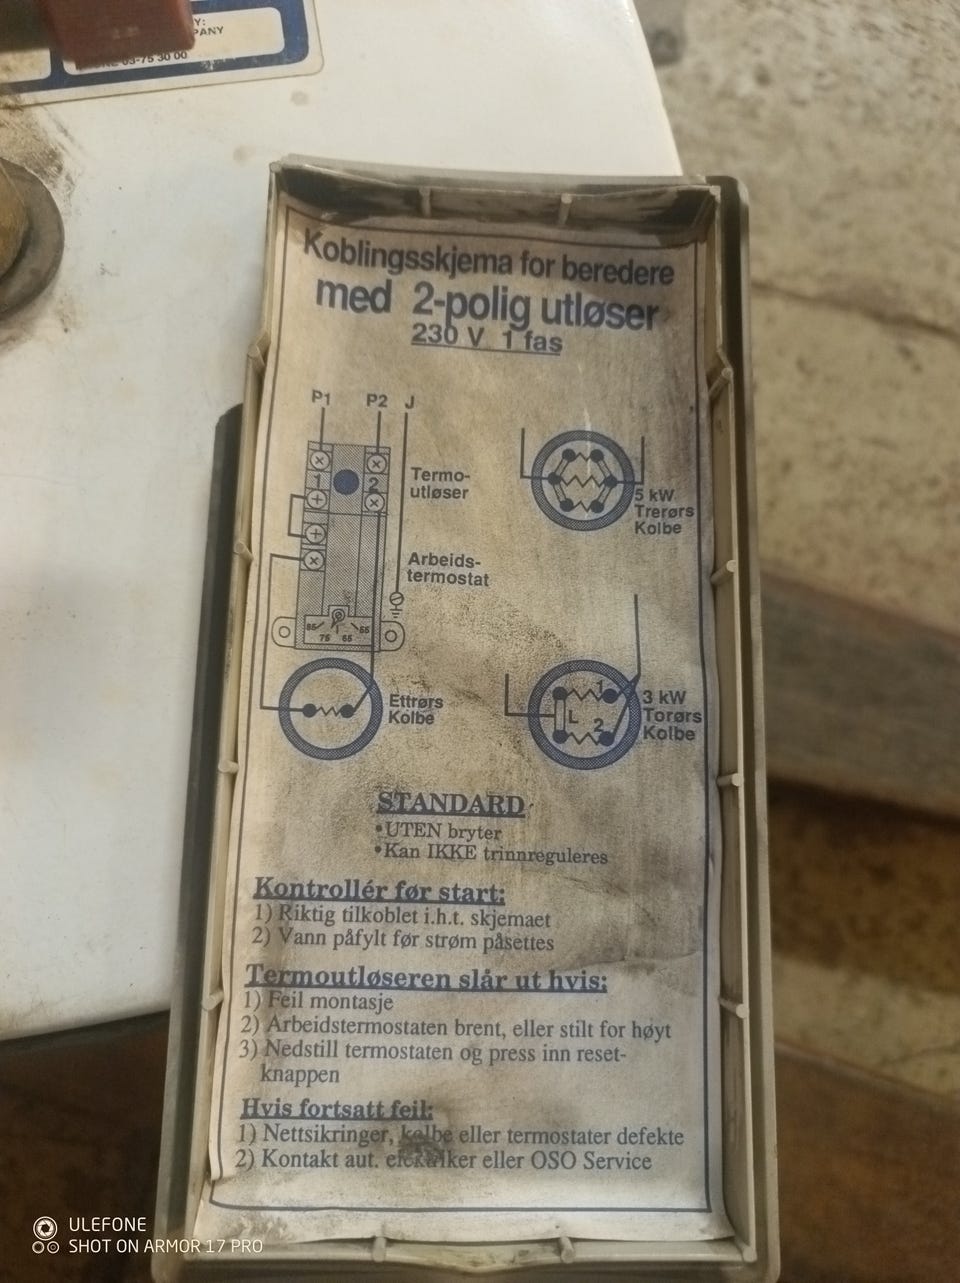 Y:
PANY
03-75 30 00
Koblingsskjema for beredere
med 2-polig utløser
230 V 1 fas
P1 P2 J
1 2
Termo-
utløser
Arbeids-
termostat
85 75 65 55
Ettrørs
Kolbe
5 kW
Trerørs
Kolbe
1
L
2
3 kW
Torørs
Kolbe
STANDARD
•UTEN bryter
•Kan IKKE trinnreguleres
Kontrollér før start:
1) Riktig tilkoblet i.h.t. skjemaet
2) Vann påfylt før strøm påsettes
Termoutløseren slår ut hvis:
1) Feil montasje
2) Arbeidstermostaten brent, eller stilt for høyt
3) Nedstill termostaten og press inn reset-
knappen
Hvis fortsatt feil:
1) Nettsikringer, kolbe eller termostater defekte
2) Kontakt aut. elektriker eller OSO Service
ULEFONE
SHOT ON ARMOR 17 PRO